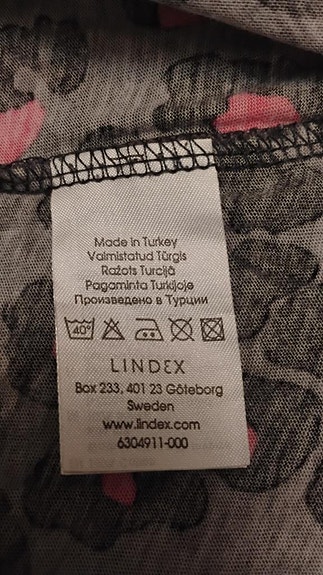 Made in Turkey
Valmistatud Türgis
Ražots Turcijā
Pagaminta Turkijoje
Произведено в Турции
40°
LINDEX
Box 233, 401 23 Göteborg
Sweden
www.lindex.com
6304911-000